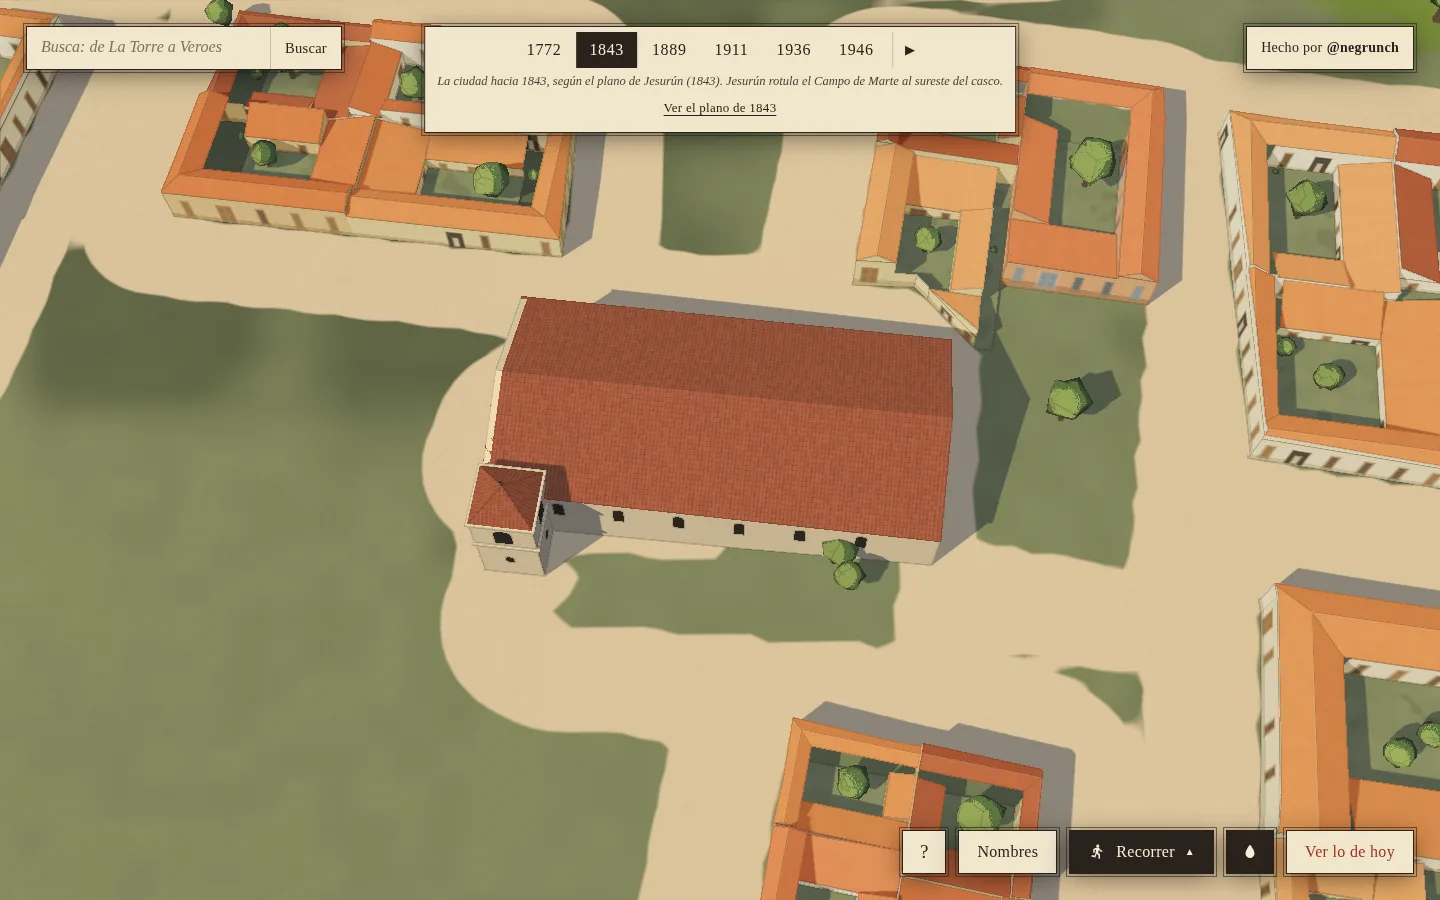 Busca: de La Torre a Veroes
Buscar
1772 1843 1889 1911 1936 1946
La ciudad hacia 1843, según el plano de Jesurún (1843). Jesurún rotula el Campo de Marte al sureste del casco.
Ver el plano de 1843
Hecho por @negrunch
?
Nombres
Recorrer
Ver lo de hoy